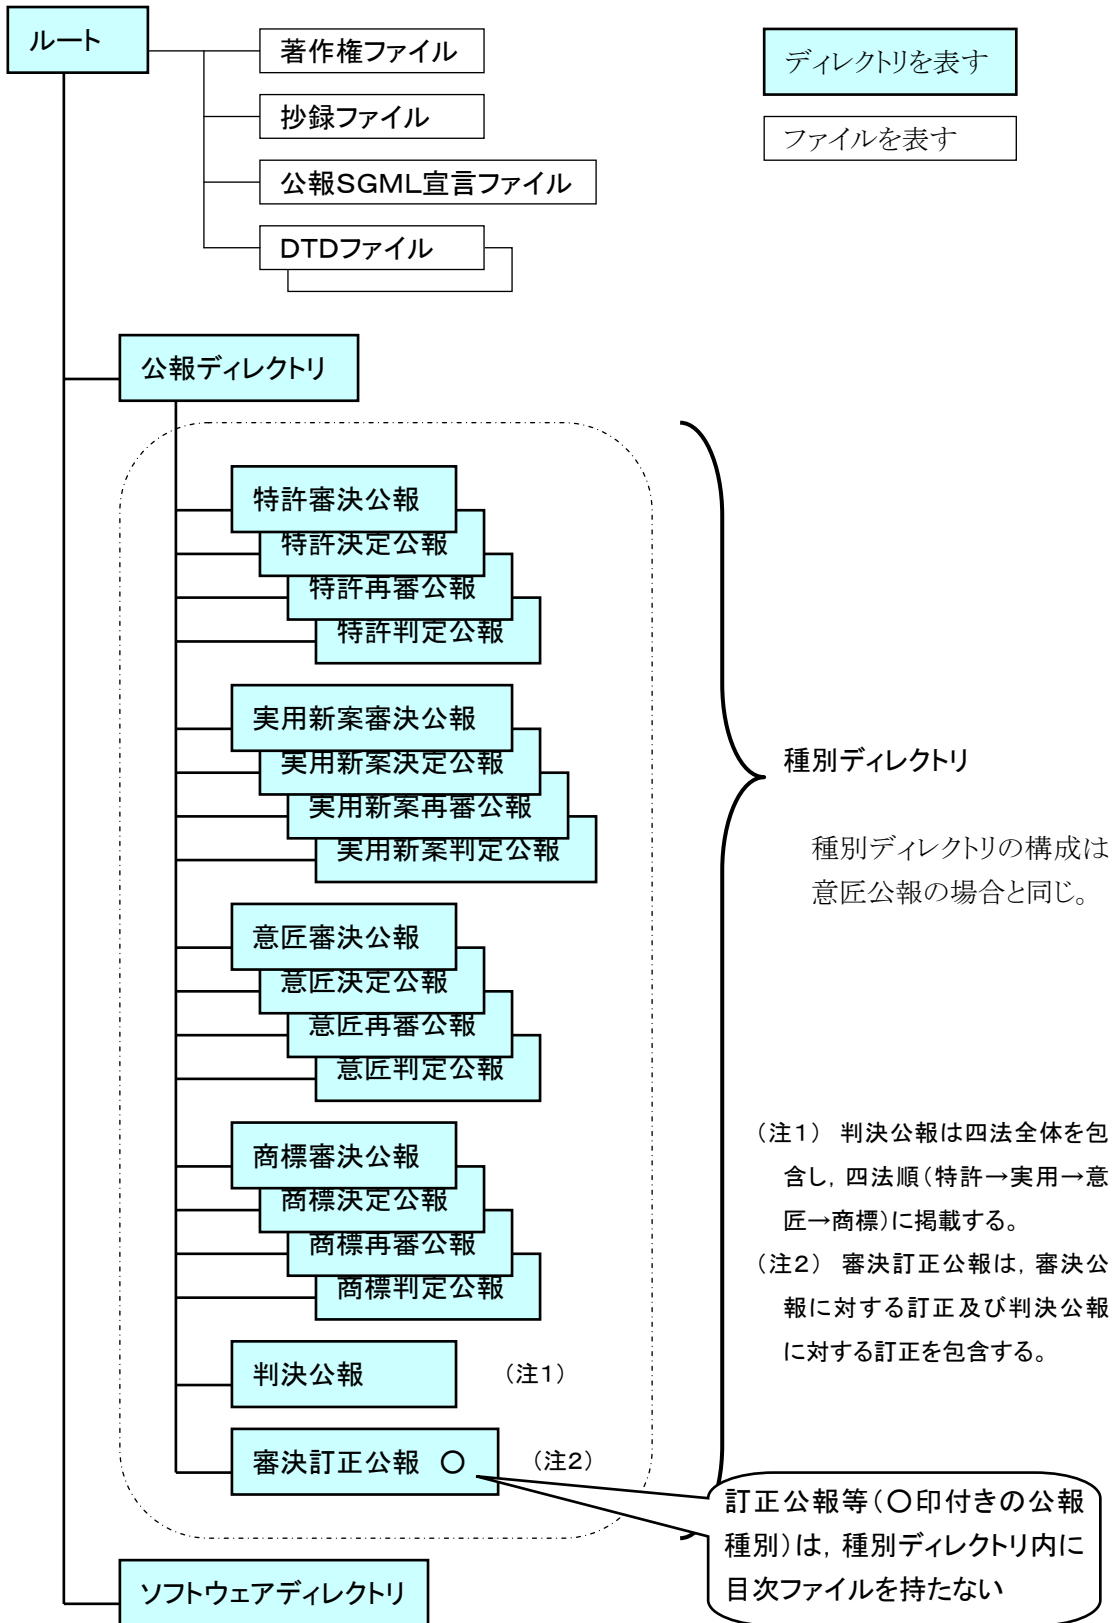 ルート
著作権ファイル
抄録ファイル
公報SGML宣言ファイル
DTDファイル
ディレクトリを表す
ファイルを表す
公報ディレクトリ
特許審決公報
特許決定公報
特許再審公報
特許判定公報
実用新案審決公報
実用新案決定公報
実用新案再審公報
実用新案判定公報
意匠審決公報
意匠決定公報
意匠再審公報
意匠判定公報
商標審決公報
商標決定公報
商標再審公報
商標判定公報
判決公報 (注1)
審決訂正公報 ○ (注2)
種別ディレクトリ
種別ディレクトリの構成は
意匠公報の場合と同じ。
(注1) 判決公報は四法全体を包
含し,四法順(特許→実用→意
匠→商標)に掲載する。
(注2) 審決訂正公報は,審決公
報に対する訂正及び判決公報
に対する訂正を包含する。
訂正公報等(○印付きの公報
種別)は,種別ディレクトリ内に
目次ファイルを持たない
ソフトウェアディレクトリ